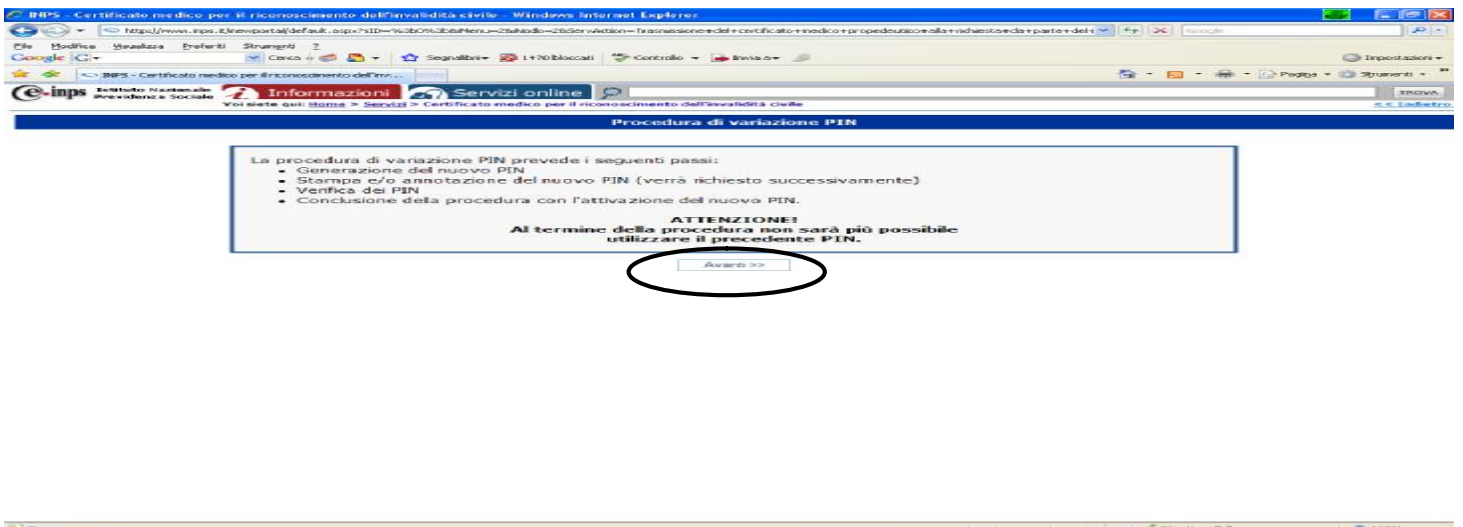 INPS - Certificato medico per il riconoscimento dell'invalidità civile - Windows Internet Explorer
File Modifica Visualizza Preferiti Strumenti ?
Google
Cerca
Segnalibri
1470 bloccati
Controllo
Invia a
Impostazioni
INPS - Certificato medico per il riconoscimento dell'inv...
Pagina
Strumenti
e-inps Istituto Nazionale Previdenza Sociale
Informazioni
Servizi online
TROVA
Voi siete qui: Home > Servizi > Certificato medico per il riconoscimento dell'invalidità civile
<< Indietro
Procedura di variazione PIN
La procedura di variazione PIN prevede i seguenti passi:
• Generazione del nuovo PIN
• Stampa e/o annotazione del nuovo PIN (verrà richiesto successivamente)
• Verifica dei PIN
• Conclusione della procedura con l'attivazione del nuovo PIN.
ATTENZIONE!
Al termine della procedura non sarà più possibile
utilizzare il precedente PIN.
Avanti >>